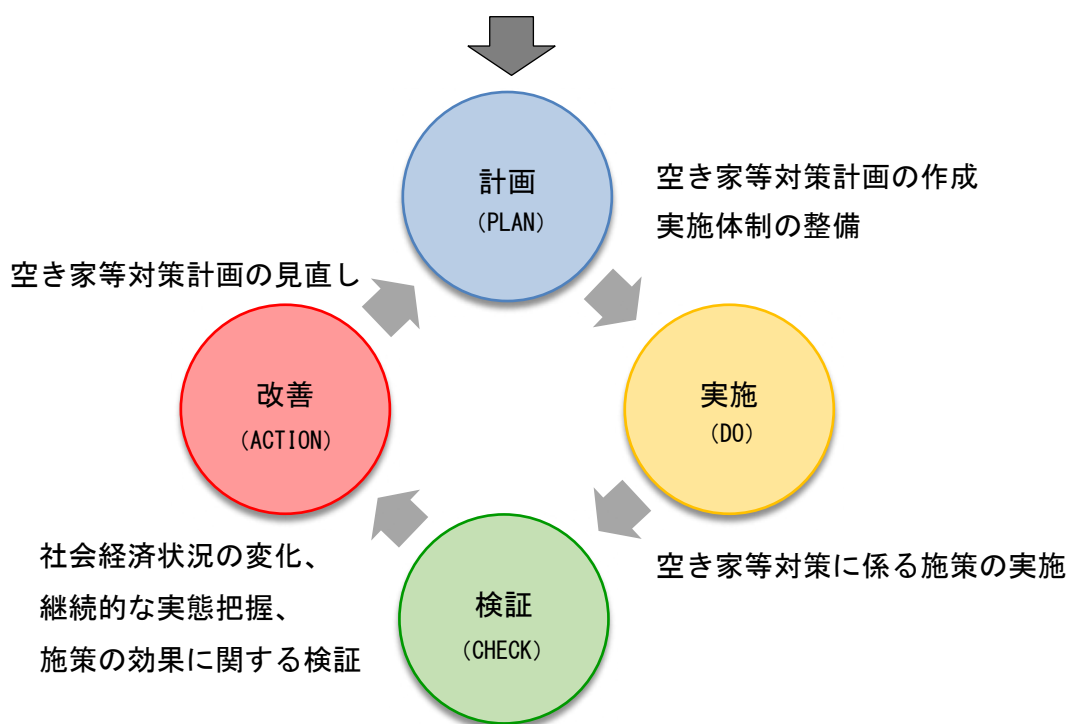 計画
(PLAN)
空き家等対策計画の作成
実施体制の整備
実施
(DO)
空き家等対策に係る施策の実施
検証
(CHECK)
社会経済状況の変化、
継続的な実態把握、
施策の効果に関する検証
改善
(ACTION)
空き家等対策計画の見直し